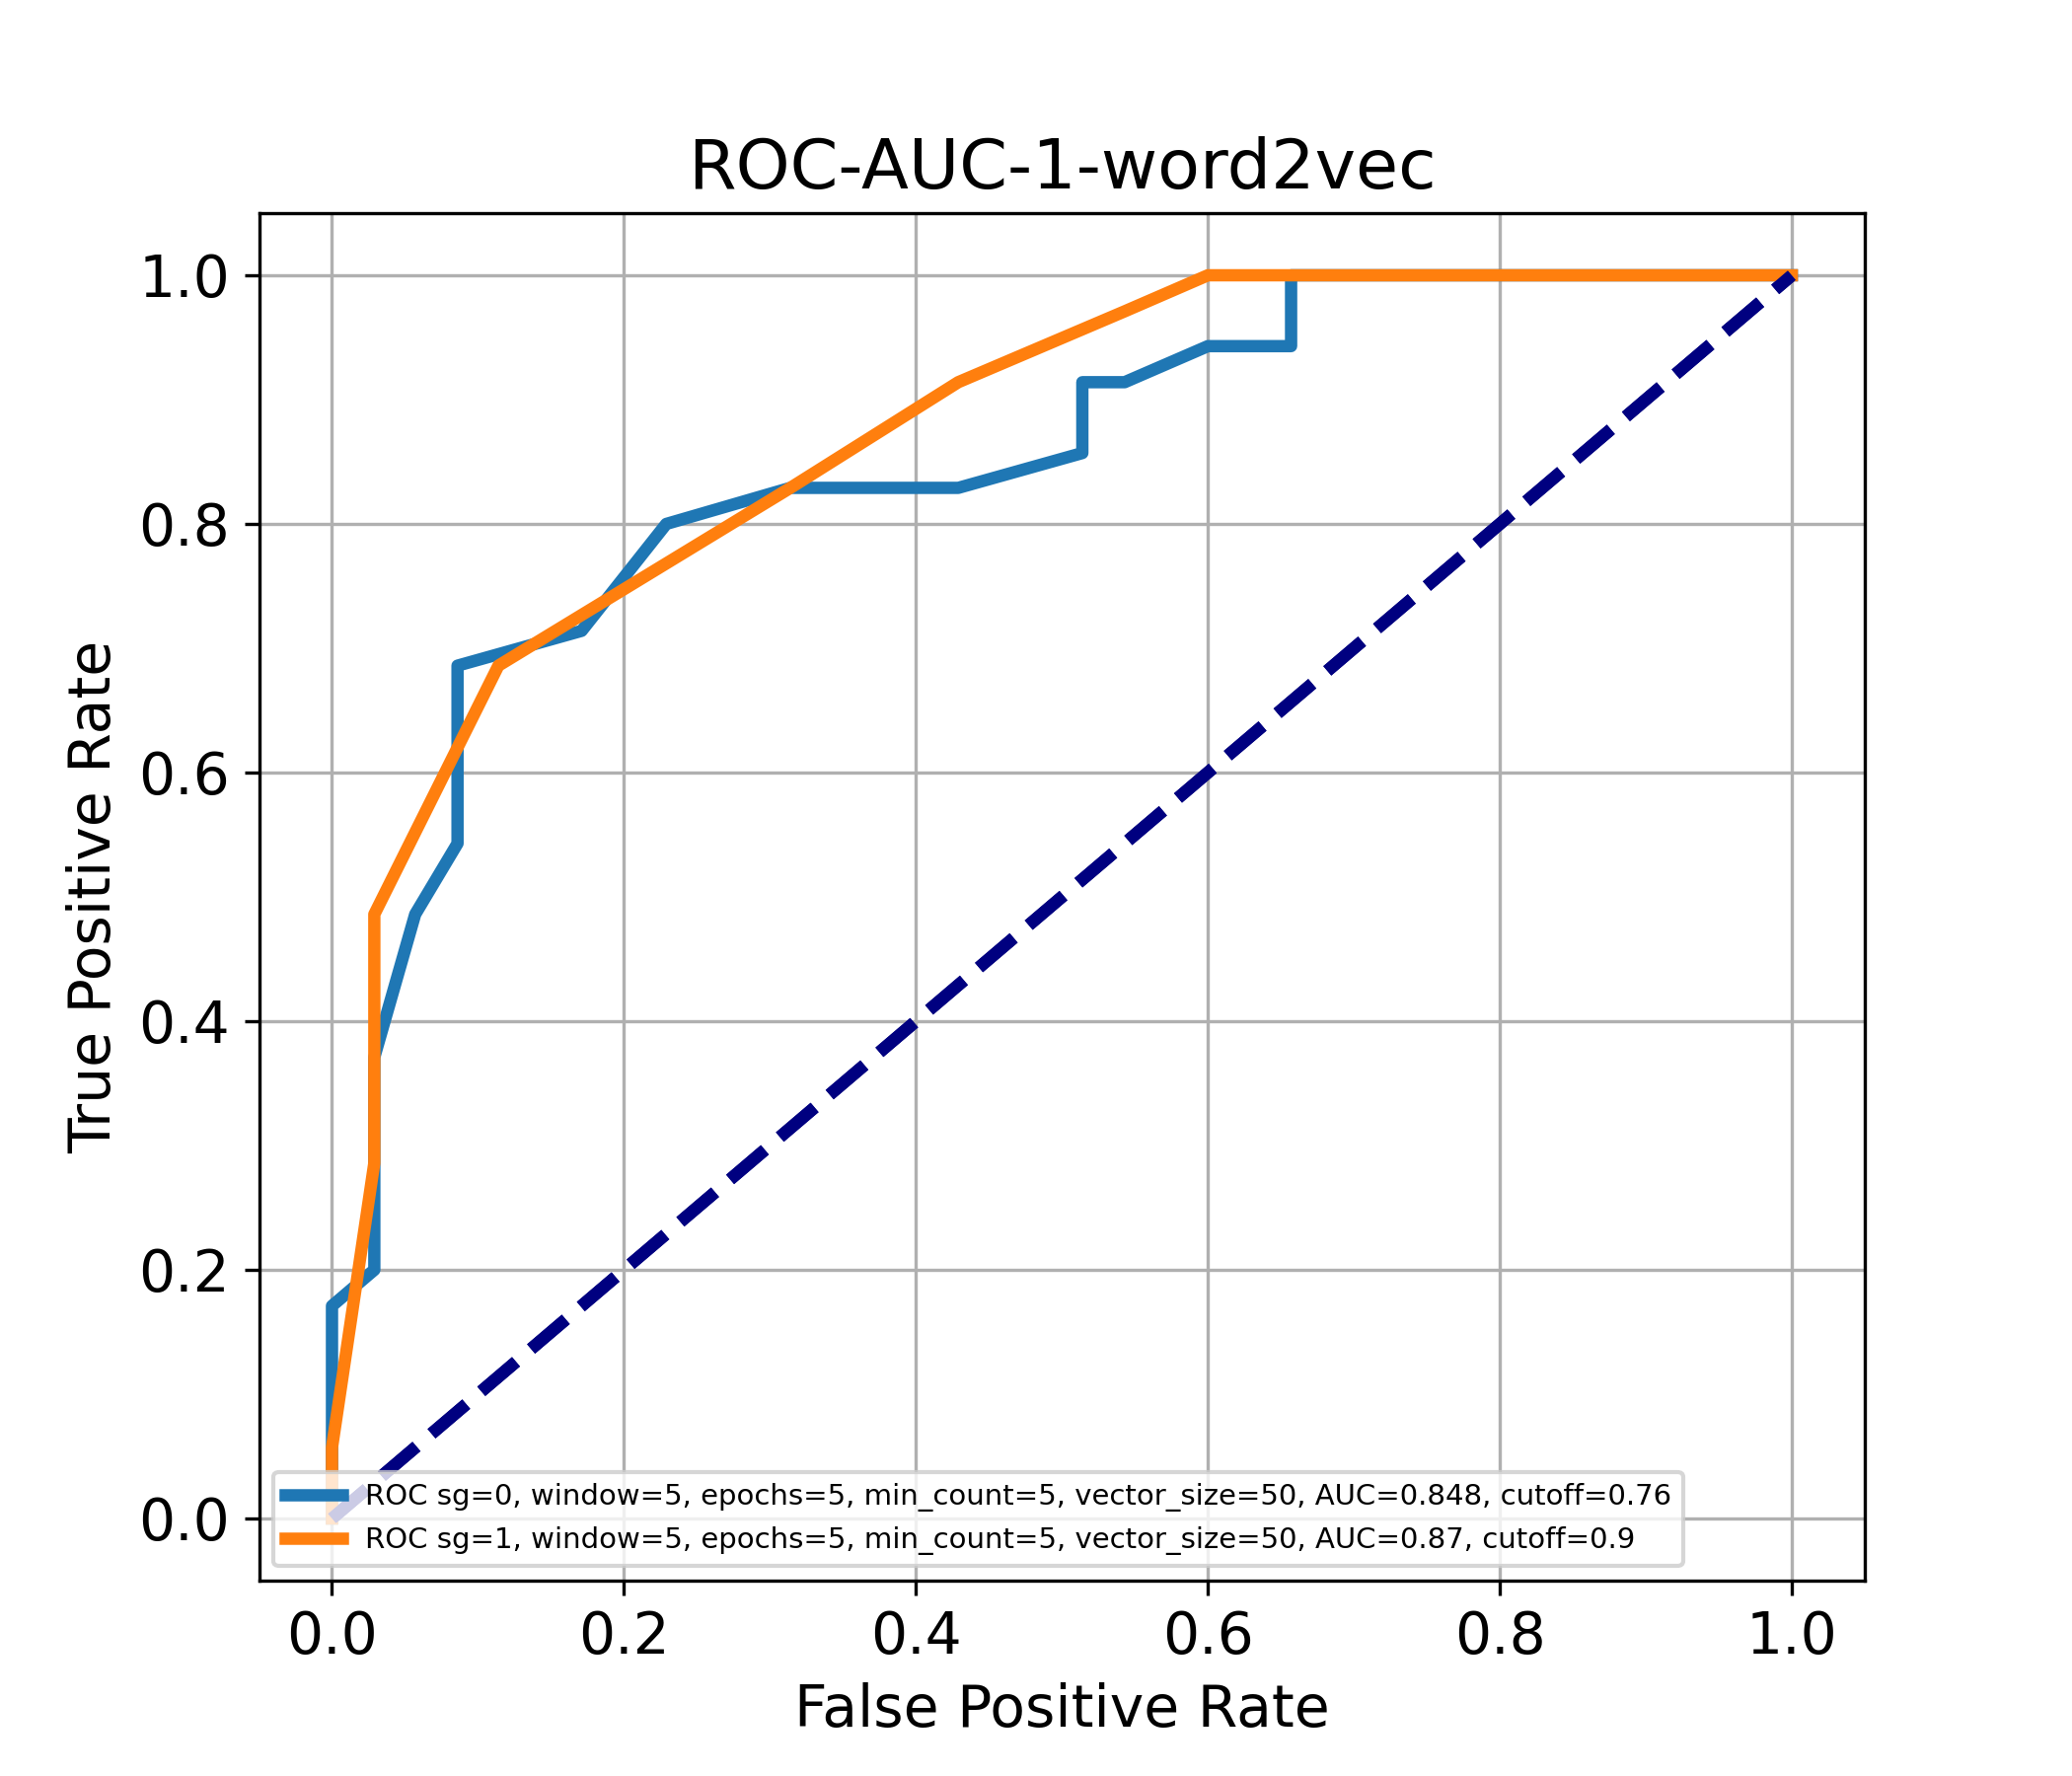 ROC-AUC-1-word2vec
True Positive Rate
1.0
0.8
0.6
0.4
0.2
0.0
ROC sg=0, window=5, epochs=5, min_count=5, vector_size=50, AUC=0.848, cutoff=0.76
ROC sg=1, window=5, epochs=5, min_count=5, vector_size=50, AUC=0.87, cutoff=0.9
0.0 0.2 0.4 0.6 0.8 1.0
False Positive Rate